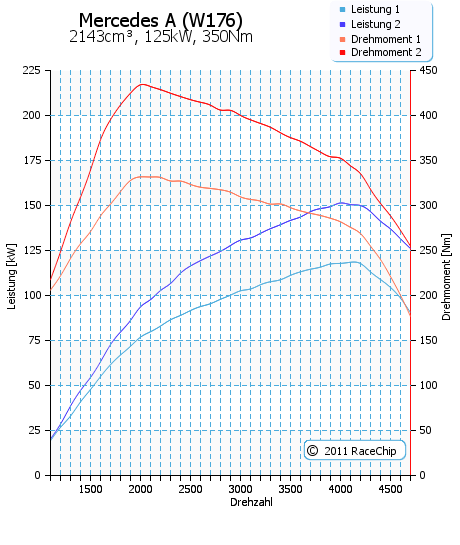 Mercedes A (W176)
2143cm³, 125kW, 350Nm
Leistung 1
Leistung 2
Drehmoment 1
Drehmoment 2
225
200
175
150
125
100
75
50
25
0
Leistung [kW]
450
400
350
300
250
200
150
100
50
0
Drehmoment [Nm]
1500 2000 2500 3000 3500 4000 4500
Drehzahl
© 2011 RaceChip